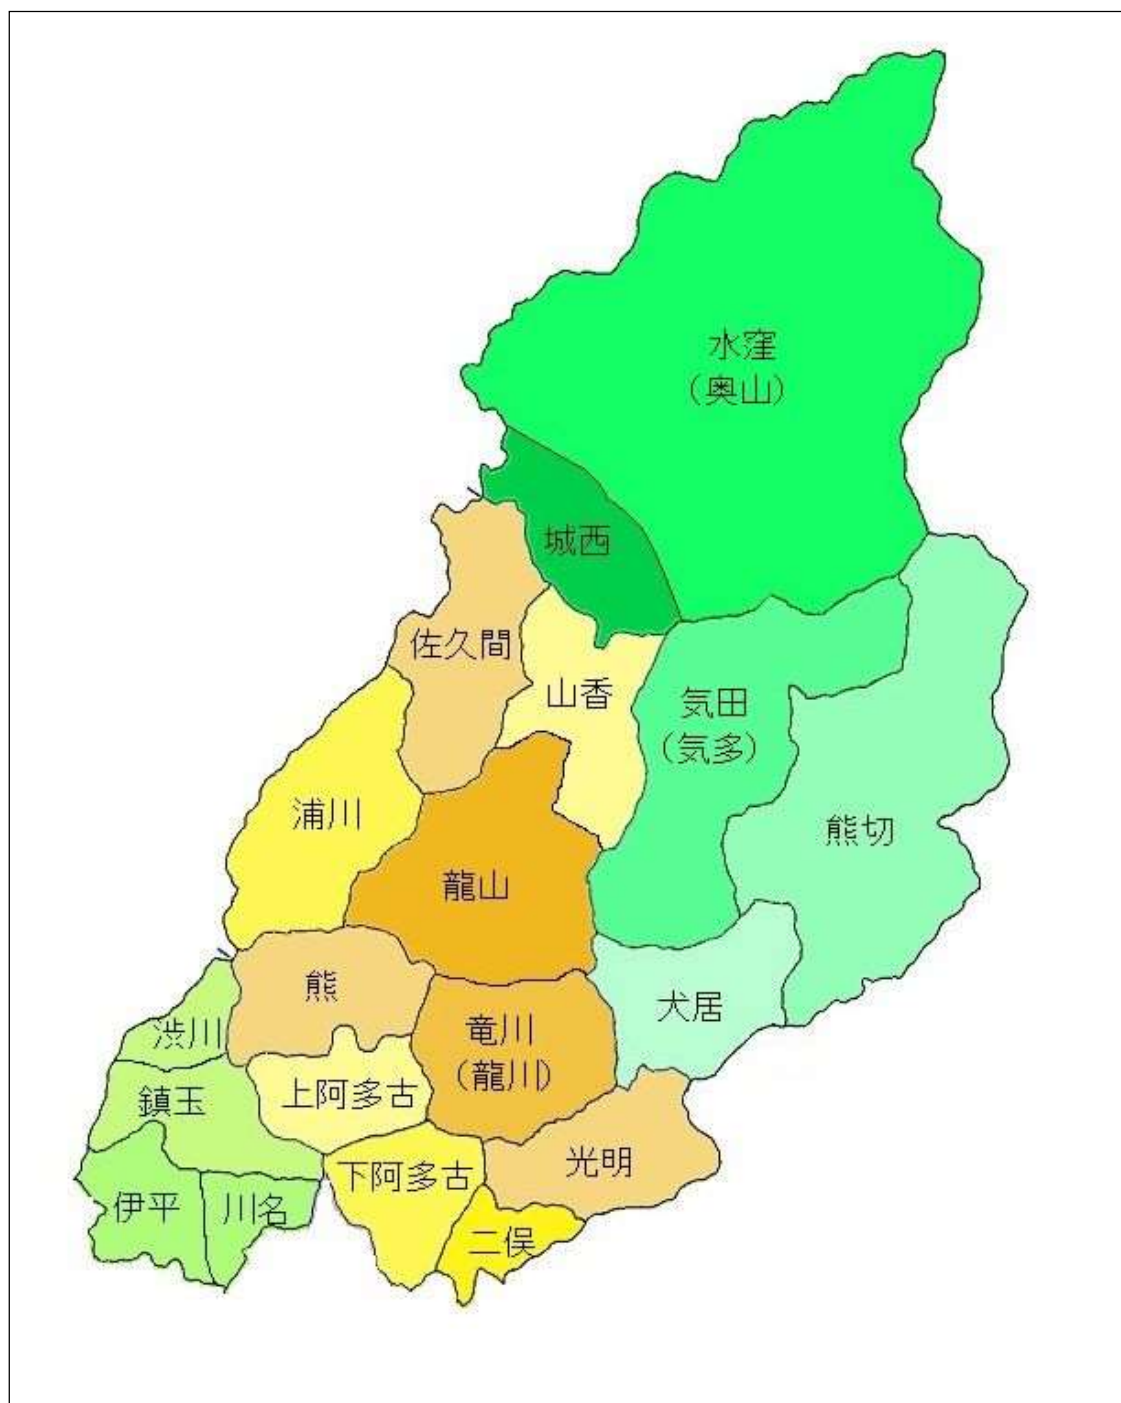 水窪
(奥山)
城西
佐久間
山香
気田
(気多)
浦川
熊切
龍山
熊
犬居
渋川
竜川
(龍川)
鎮玉
上阿多古
光明
下阿多古
伊平
川名
二俣